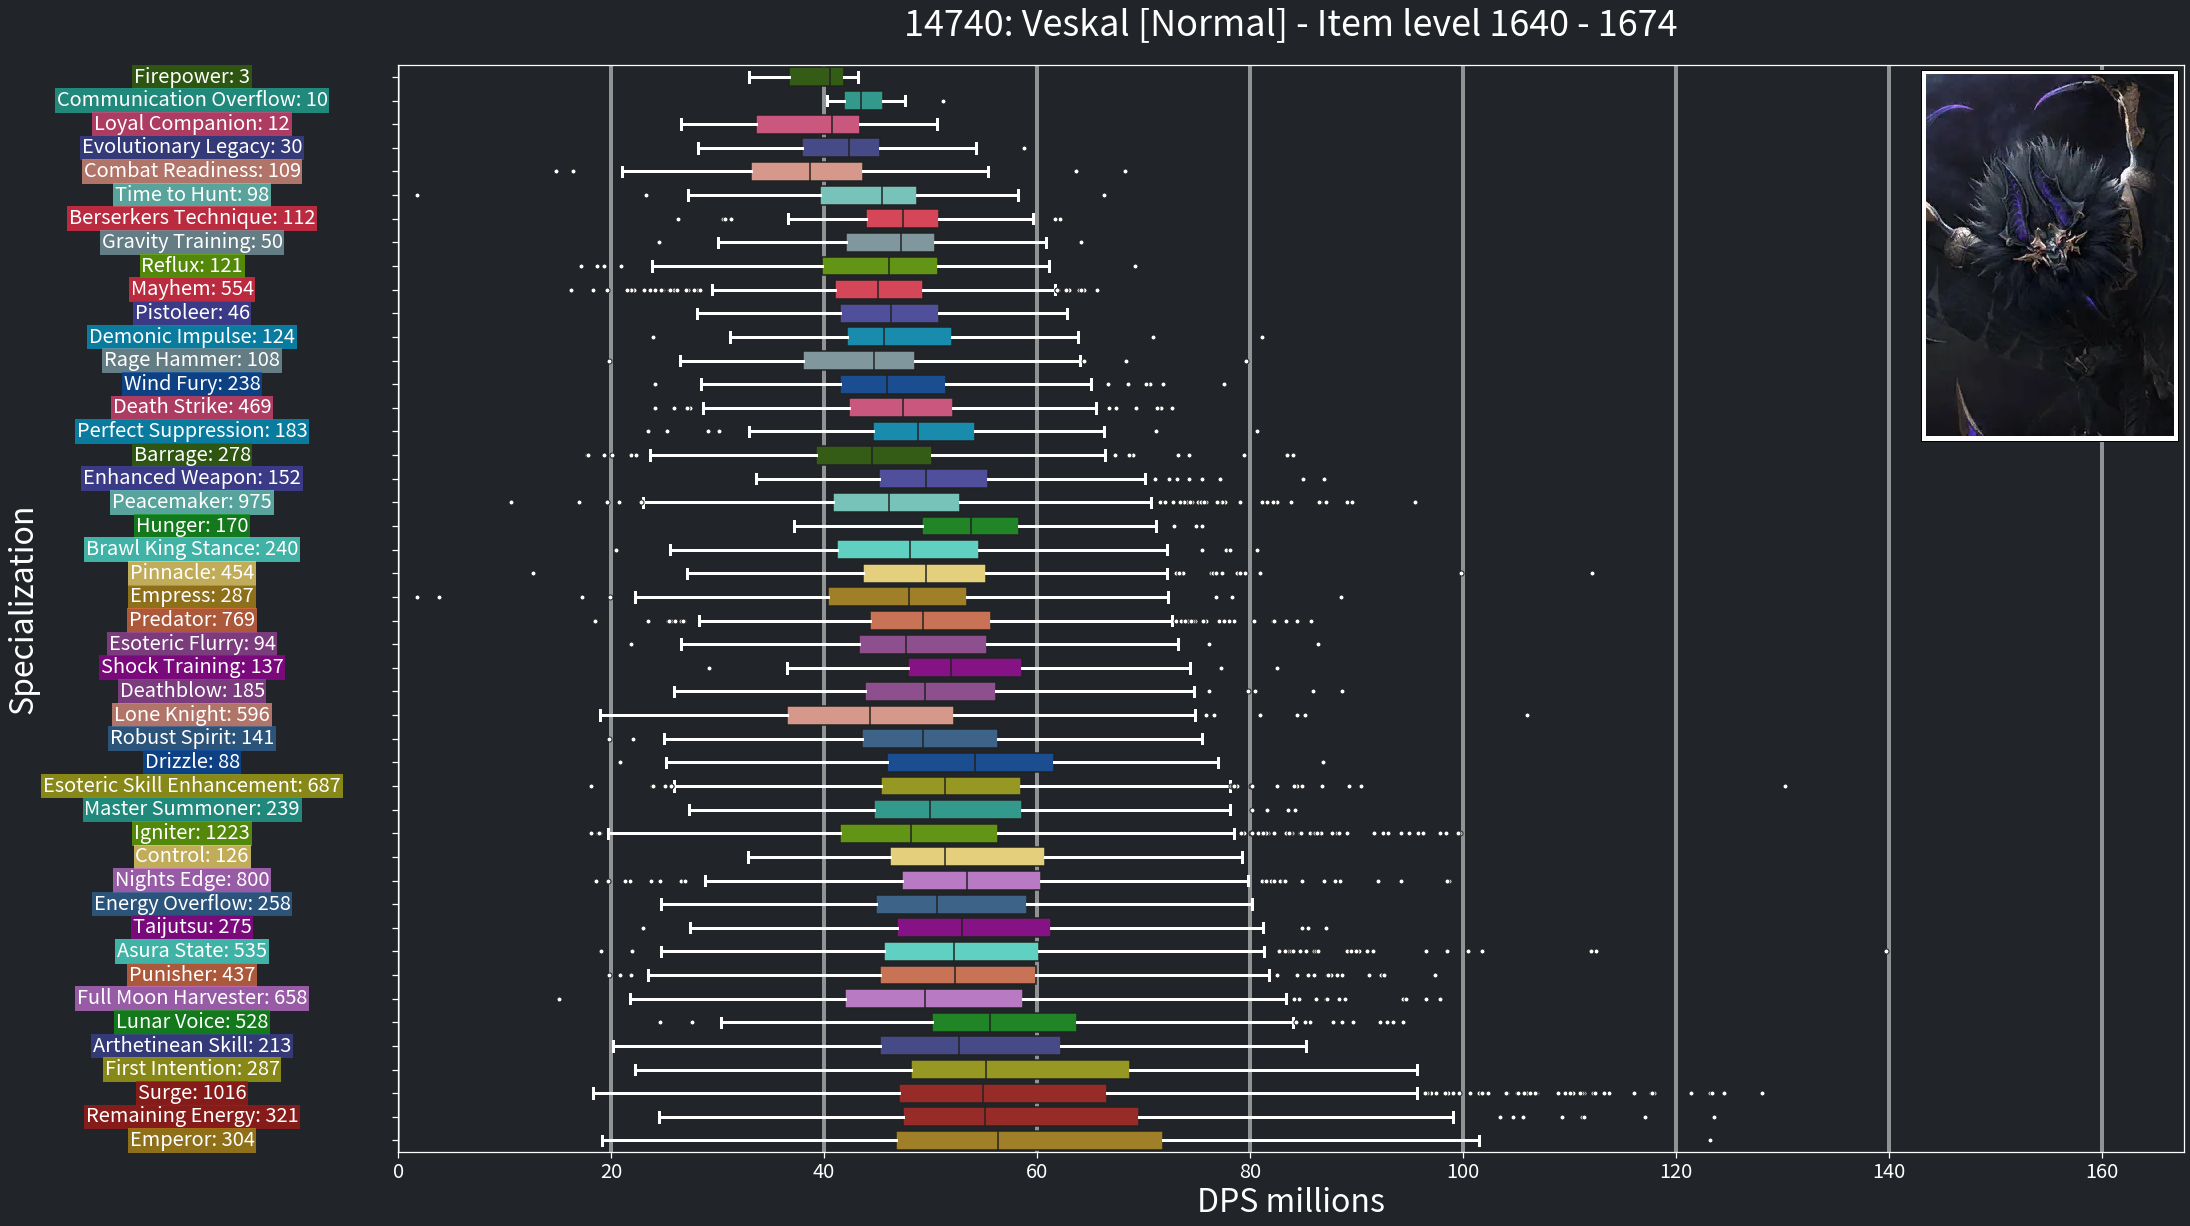 14740: Veskal [Normal] - Item level 1640 - 1674
Firepower: 3
Communication Overflow: 10
Loyal Companion: 12
Evolutionary Legacy: 30
Combat Readiness: 109
Time to Hunt: 98
Berserkers Technique: 112
Gravity Training: 50
Reflux: 121
Mayhem: 554
Pistoleer: 46
Demonic Impulse: 124
Rage Hammer: 108
Wind Fury: 238
Death Strike: 469
Perfect Suppression: 183
Barrage: 278
Enhanced Weapon: 152
Peacemaker: 975
Hunger: 170
Brawl King Stance: 240
Pinnacle: 454
Empress: 287
Predator: 769
Esoteric Flurry: 94
Shock Training: 137
Deathblow: 185
Lone Knight: 596
Robust Spirit: 141
Drizzle: 88
Esoteric Skill Enhancement: 687
Master Summoner: 239
Igniter: 1223
Control: 126
Nights Edge: 800
Energy Overflow: 258
Taijutsu: 275
Asura State: 535
Punisher: 437
Full Moon Harvester: 658
Lunar Voice: 528
Arthetinean Skill: 213
First Intention: 287
Surge: 1016
Remaining Energy: 321
Emperor: 304
Specialization
0 20 40 60 80 100 120 140 160
DPS millions